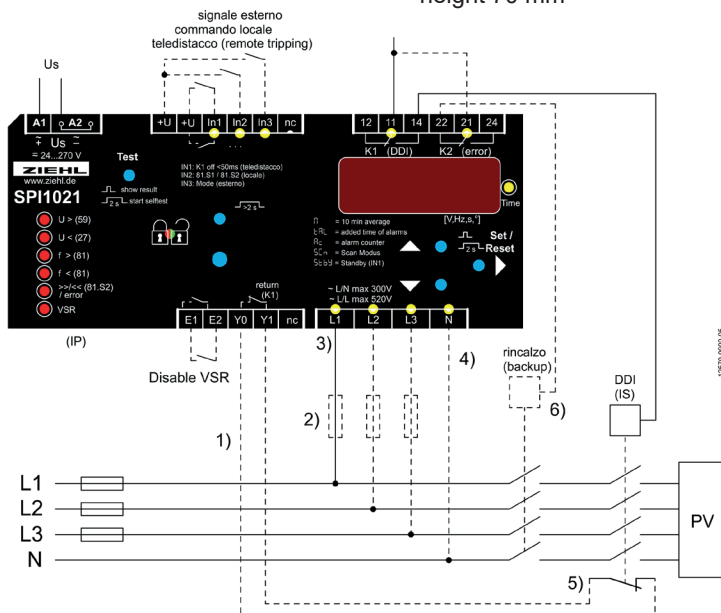 height 70 mm
signale esterno
commando locale
teledistacco (remote tripping)
Us
A1 A2
+U +U In1 In2 In3 nc
12 11 14 22 21 24
~ Us ~
= 24...270 V
K1 (DDI) K2 (error)
ZIEHL
www.ziehl.de
SPI1021
Test
show result
2 s start selftest
IN1: K1 off <50ms (teledistacco)
IN2: 81.S1 / 81.S2 (locale)
IN3: Mode (esterno)
>2s
Time
[V,Hz,s,°]
= 10 min average
= added time of alarms
= alarm counter
= Scan Modus
= Standby (IN1)
2 s
Set /
Reset
U > (59)
U < (27)
f > (81)
f < (81)
>>/<< (81.S2)
/ error
VSR
(IP)
return
(K1)
~ L/N max 300V
~ L/L max 520V
E1 E2 Y0 Y1 nc
L1 L2 L3 N
Disable VSR
3)
4)
rincalzo
(backup)
6)
DDI
(IS)
1)
2)
L1
L2
L3
N
PV
5)